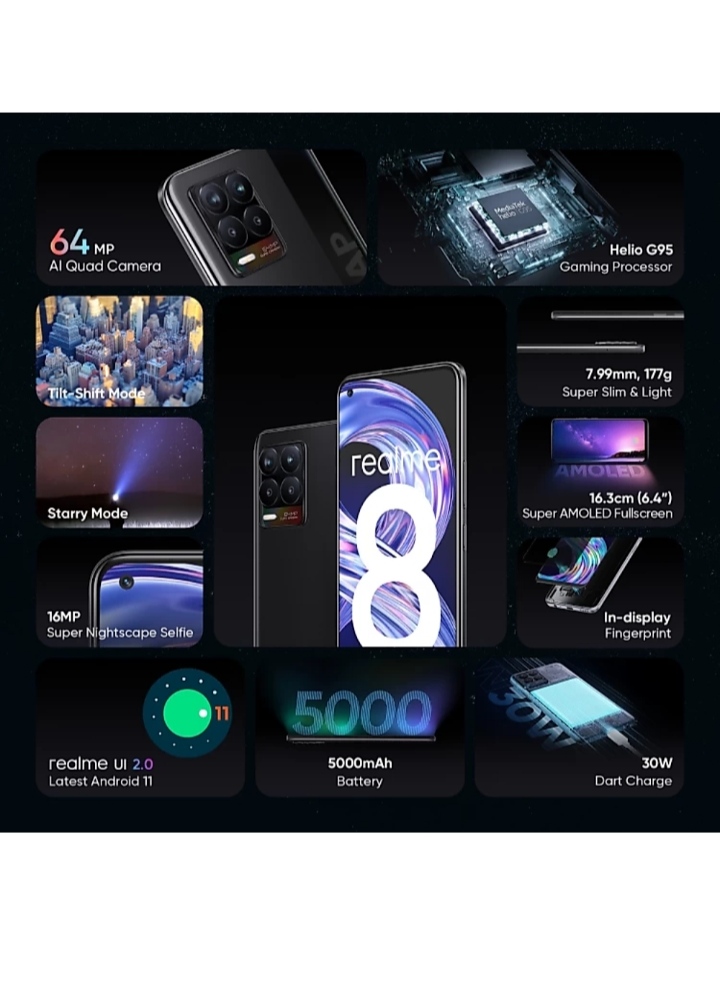 64 MP
AI Quad Camera
AP
MediaTek
helio G95
Helio G95
Gaming Processor
Tilt-Shift Mode
7.99mm, 177g
Super Slim & Light
Starry Mode
AMOLED
16.3cm (6.4”)
Super AMOLED Fullscreen
16MP
Super Nightscape Selfie
realme
8
In-display
Fingerprint
11
realme UI 2.0
Latest Android 11
5000
5000mAh
Battery
30W
30W
Dart Charge